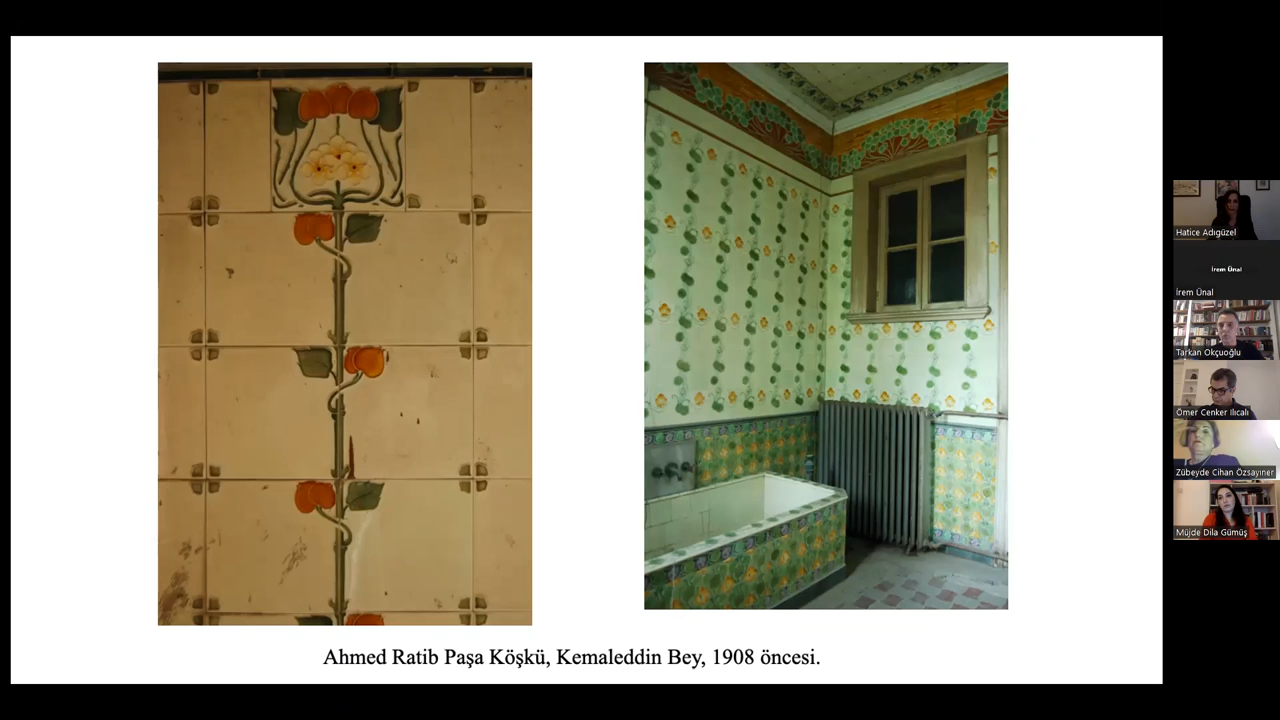 Ahmed Ratib Paşa Köşkü, Kemaleddin Bey, 1908 öncesi.
Hatice Adıgüzel
İrem Ünal
İrem Ünal
Tarkan Okçuoğlu
Ömer Cenker Ilıcalı
Zübeyde Cihan Özsayıner
Müjde Dila Gümüş